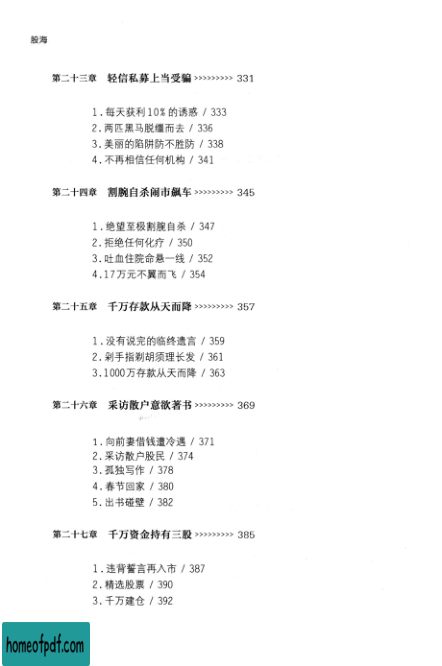 股海
第二十三章 轻信私募上当受骗 >>>>>>>>> 331
1.每天获利10%的诱惑 / 333
2.两匹黑马脱缰而去 / 336
3.美丽的陷阱防不胜防 / 338
4.不再相信任何机构 / 341
第二十四章 割腕自杀闹市飙车 >>>>>>>>> 345
1.绝望至极割腕自杀 / 347
2.拒绝任何化疗 / 350
3.吐血住院命悬一线 / 352
4.17万元不翼而飞 / 354
第二十五章 千万存款从天而降 >>>>>>>>> 357
1.没有说完的临终遗言 / 359
2.剁手指剃胡须理长发 / 361
3.1000万存款从天而降 / 363
第二十六章 采访散户意欲著书 >>>>>>>>> 369
1.向前妻借钱遭冷遇 / 371
2.采访散户股民 / 374
3.孤独写作 / 378
4.春节回家 / 380
5.出书碰壁 / 382
第二十七章 千万资金持有三股 >>>>>>>>> 385
1.违背誓言再入市 / 387
2.精选股票 / 390
3.千万建仓 / 392
homeofpdf.com